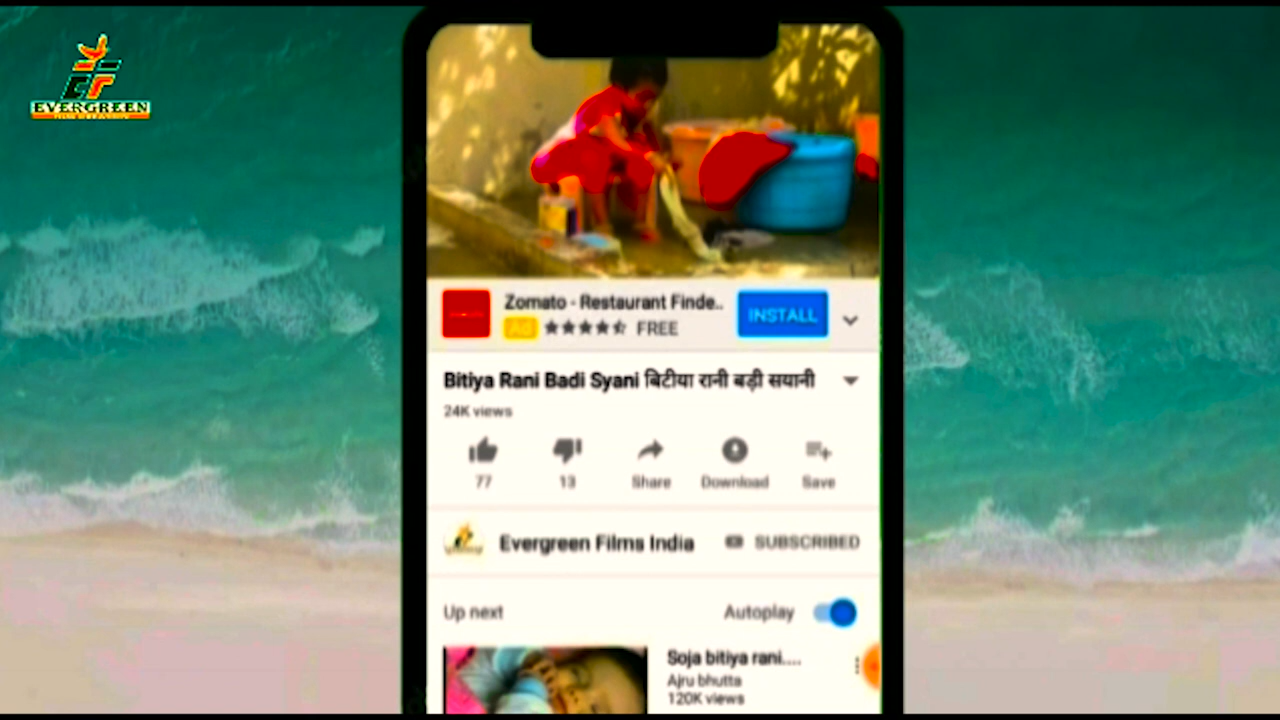 EVERGREEN
Zomato - Restaurant Finde..
INSTALL
Ad
FREE
Bitiya Rani Badi Syani बिटीया रानी बड़ी सयानी
24K views
77
13
Share
Download
Save
Evergreen Films India
SUBSCRIBED
Up next
Autoplay
Soja bitiya rani....
Ajru bhutta
120K views